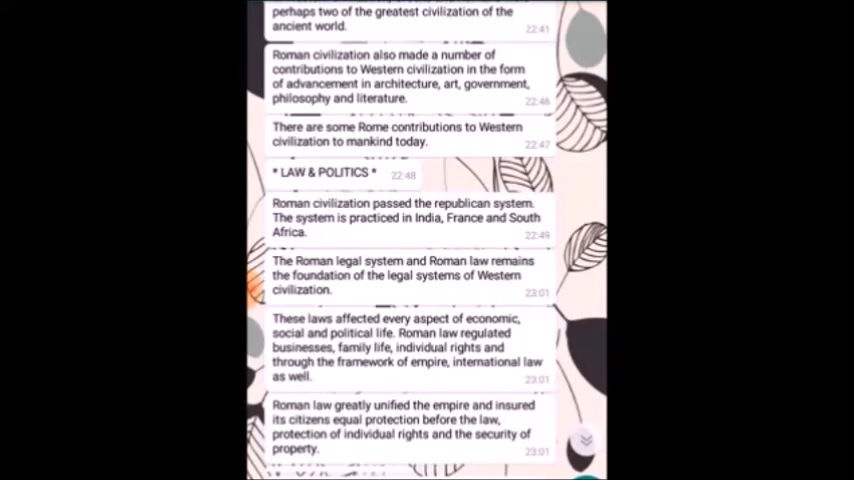 perhaps two of the greatest civilization of the
ancient world.
22:41
Roman civilization also made a number of
contributions to Western civilization in the form
of advancement in architecture, art, government,
philosophy and literature.
22:46
There are some Rome contributions to Western
civilization to mankind today.
22:47
* LAW & POLITICS * 22:48
Roman civilization passed the republican system.
The system is practiced in India, France and South
Africa.
22:49
The Roman legal system and Roman law remains
the foundation of the legal systems of Western
civilization.
23:01
These laws affected every aspect of economic,
social and political life. Roman law regulated
businesses, family life, individual rights and
through the framework of empire, international law
as well.
23:01
Roman law greatly unified the empire and insured
its citizens equal protection before the law,
protection of individual rights and the security of
property.
23:01